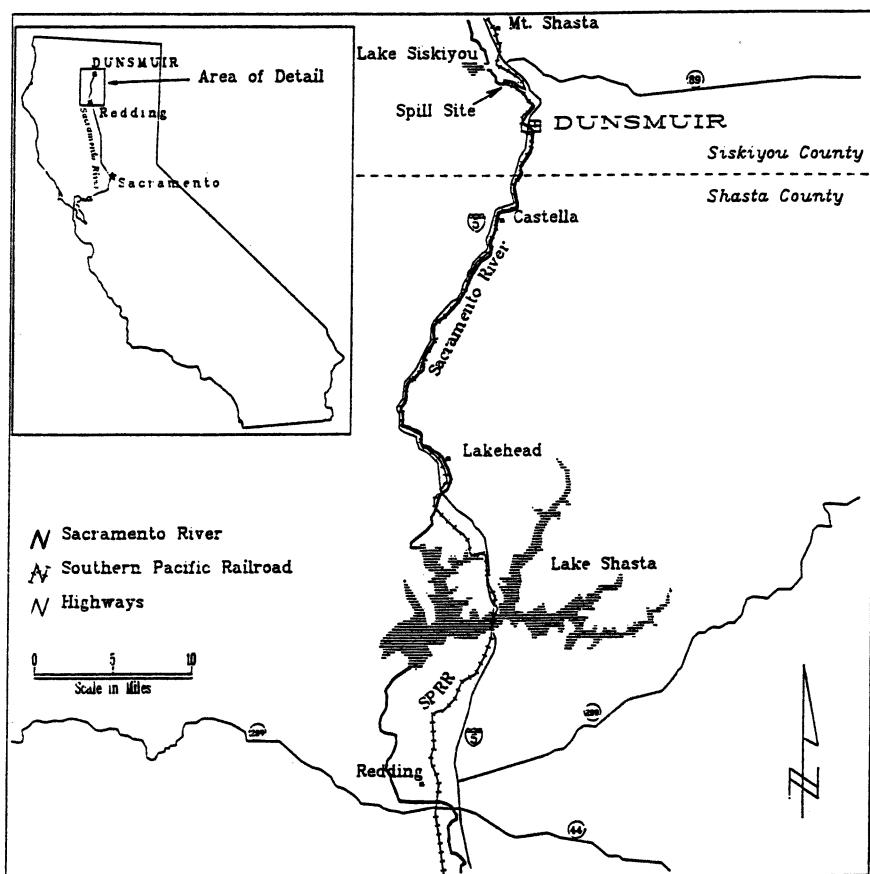 DUNSMUIR
Area of Detail
Redding
Sacramento River
Sacramento
Mt. Shasta
Lake Siskiyou
89
Spill Site
DUNSMUIR
Siskiyou County
Shasta County
5
Castella
Sacramento River
Lakehead
Lake Shasta
Sacramento River
Southern Pacific Railroad
Highways
0 5 10
Scale in Miles
SPRR
5
Redding
44
N